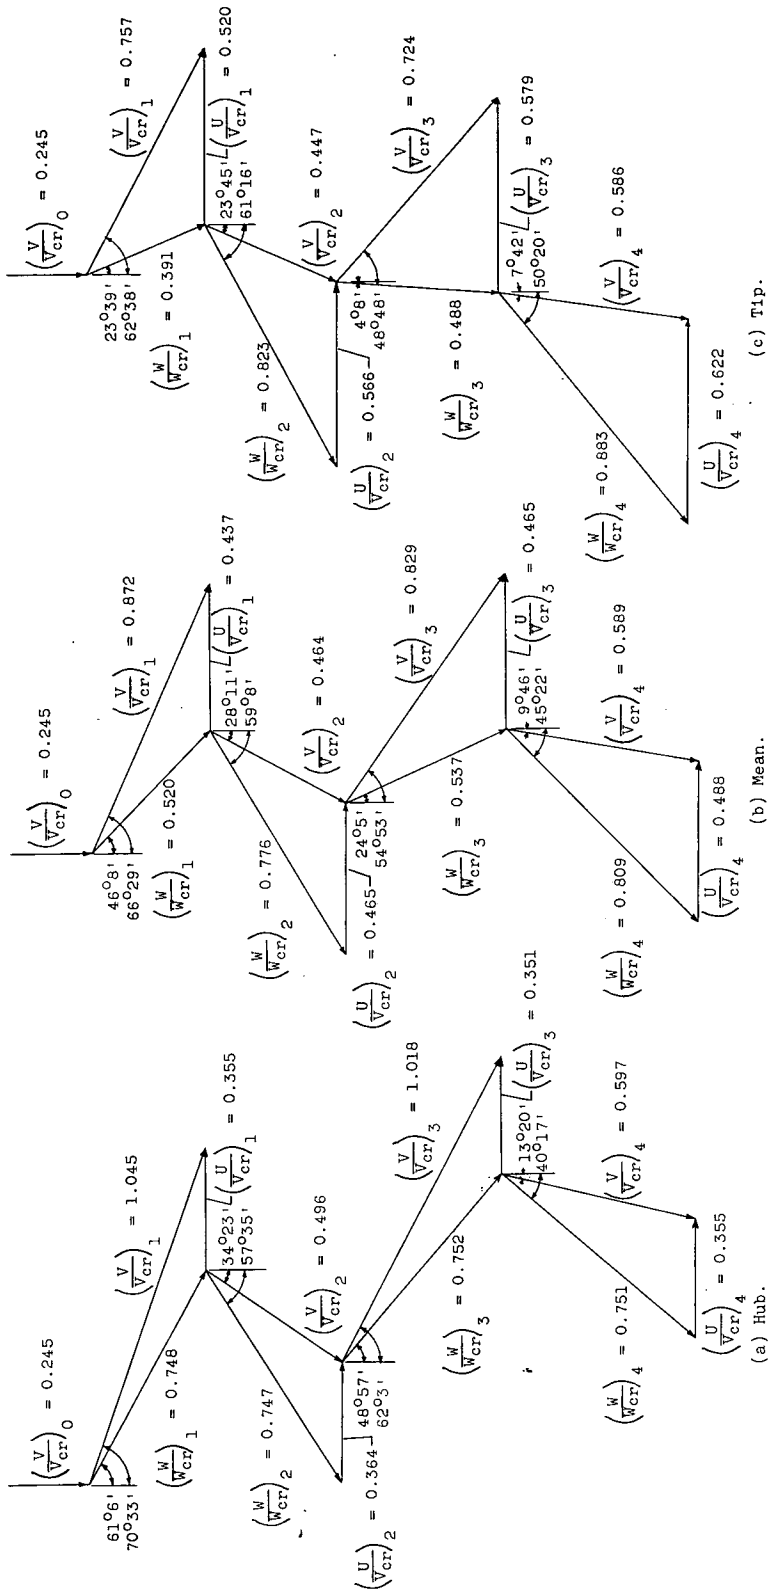 (V/Vcr)0 = 0.245
61°6'
70°33'
(V/Vcr)1 = 1.045
(W/Wcr)1 = 0.748
(U/Vcr)1 = 0.355
34°23'
57°35'
(W/Wcr)2 = 0.747
(V/Vcr)2 = 0.496
(U/Vcr)2 = 0.364
48°57'
62°3'
(V/Vcr)3 = 1.018
(W/Wcr)3 = 0.752
(U/Vcr)3 = 0.351
13°20'
40°17'
(W/Wcr)4 = 0.751
(V/Vcr)4 = 0.597
(U/Vcr)4 = 0.355
(a) Hub.
(V/Vcr)0 = 0.245
46°8'
66°29'
(V/Vcr)1 = 0.872
(W/Wcr)1 = 0.520
(U/Vcr)1 = 0.437
28°11'
59°8'
(W/Wcr)2 = 0.776
(V/Vcr)2 = 0.464
(U/Vcr)2 = 0.465
24°5'
54°53'
(V/Vcr)3 = 0.829
(W/Wcr)3 = 0.537
(U/Vcr)3 = 0.465
9°46'
45°22'
(W/Wcr)4 = 0.809
(V/Vcr)4 = 0.589
(U/Vcr)4 = 0.488
(b) Mean.
(V/Vcr)0 = 0.245
23°39'
62°38'
(V/Vcr)1 = 0.757
(W/Wcr)1 = 0.391
(U/Vcr)1 = 0.520
23°45'
61°16'
(W/Wcr)2 = 0.823
(V/Vcr)2 = 0.447
(U/Vcr)2 = 0.566
4°8'
48°48'
(V/Vcr)3 = 0.724
(W/Wcr)3 = 0.488
(U/Vcr)3 = 0.579
7°42'
50°20'
(W/Wcr)4 = 0.883
(V/Vcr)4 = 0.586
(U/Vcr)4 = 0.622
(c) Tip.